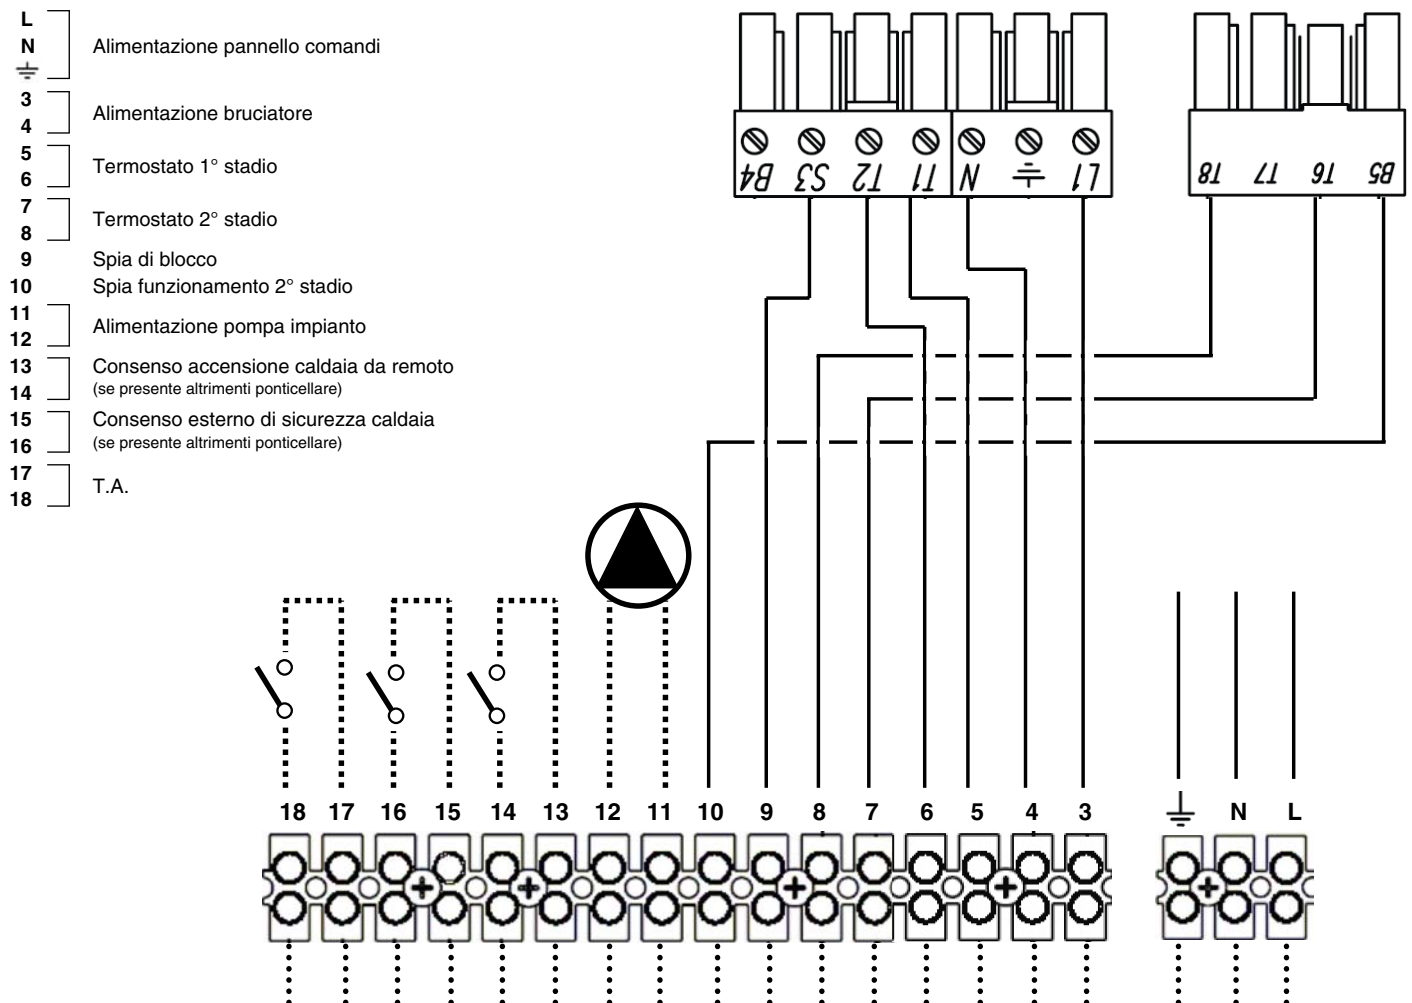 L
N
Alimentazione pannello comandi
3
4
Alimentazione bruciatore
5
6
Termostato 1° stadio
7
8
Termostato 2° stadio
9 Spia di blocco
10 Spia funzionamento 2° stadio
11
12
Alimentazione pompa impianto
13
14
Consenso accensione caldaia da remoto
(se presente altrimenti ponticellare)
15
16
Consenso esterno di sicurezza caldaia
(se presente altrimenti ponticellare)
17
18
T.A.
B4 S3 T2 T1 N L1
T8 T7 T6 B5
18 17 16 15 14 13 12 11 10 9 8 7 6 5 4 3
N L